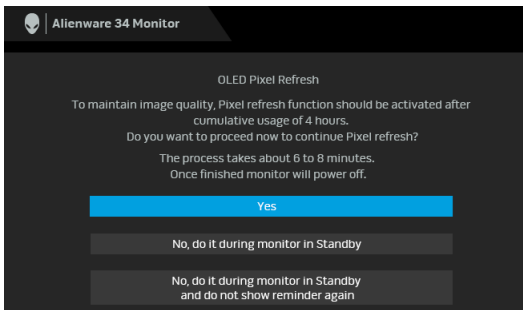 Alienware 34 Monitor
OLED Pixel Refresh
To maintain image quality, Pixel refresh function should be activated after
cumulative usage of 4 hours.
Do you want to proceed now to continue Pixel refresh?
The process takes about 6 to 8 minutes.
Once finished monitor will power off.
Yes
No, do it during monitor in Standby
No, do it during monitor in Standby
and do not show reminder again